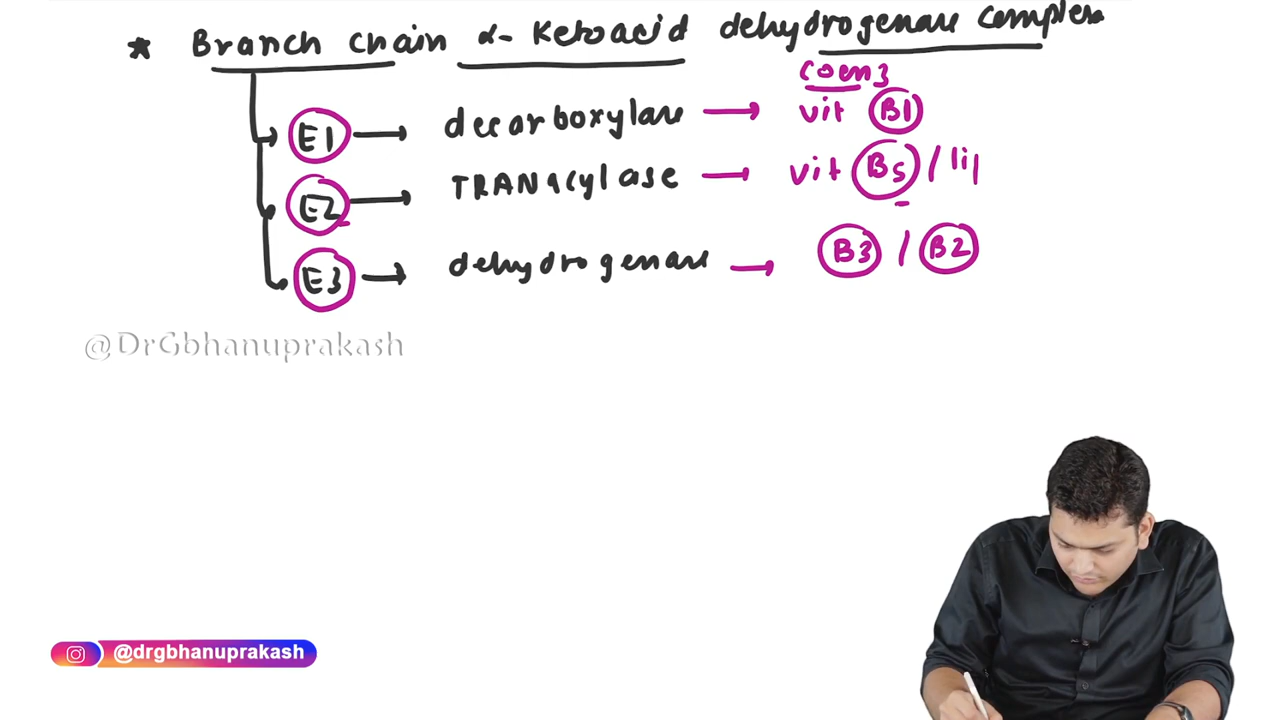 * Branch chain α- Ketoacid dehydrogenase complex
coenz
E1 → decarboxylase → vit B1
E2 → TRANacylase → vit B5 / li
E3 → dehydrogenase → B3 / B2
@DrGbhanuprakash
@drgbhanuprakash